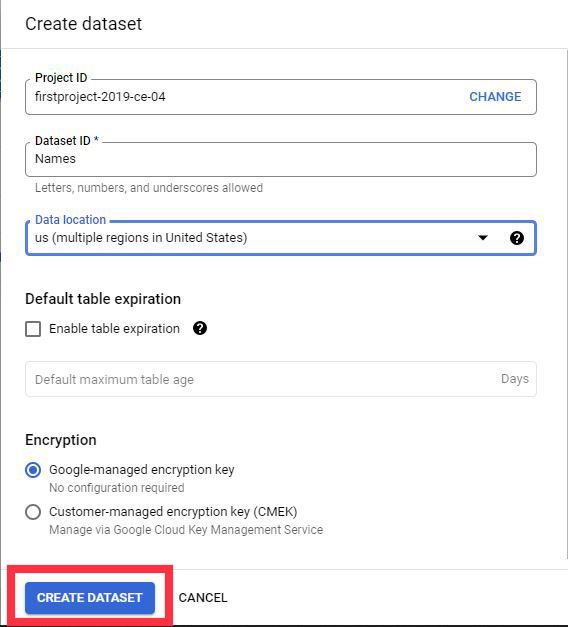 Create dataset
Project ID
firstproject-2019-ce-04 CHANGE
Dataset ID *
Names
Letters, numbers, and underscores allowed
Data location
us (multiple regions in United States) ?
Default table expiration
Enable table expiration ?
Default maximum table age Days
Encryption
Google-managed encryption key
No configuration required
Customer-managed encryption key (CMEK)
Manage via Google Cloud Key Management Service
CREATE DATASET CANCEL